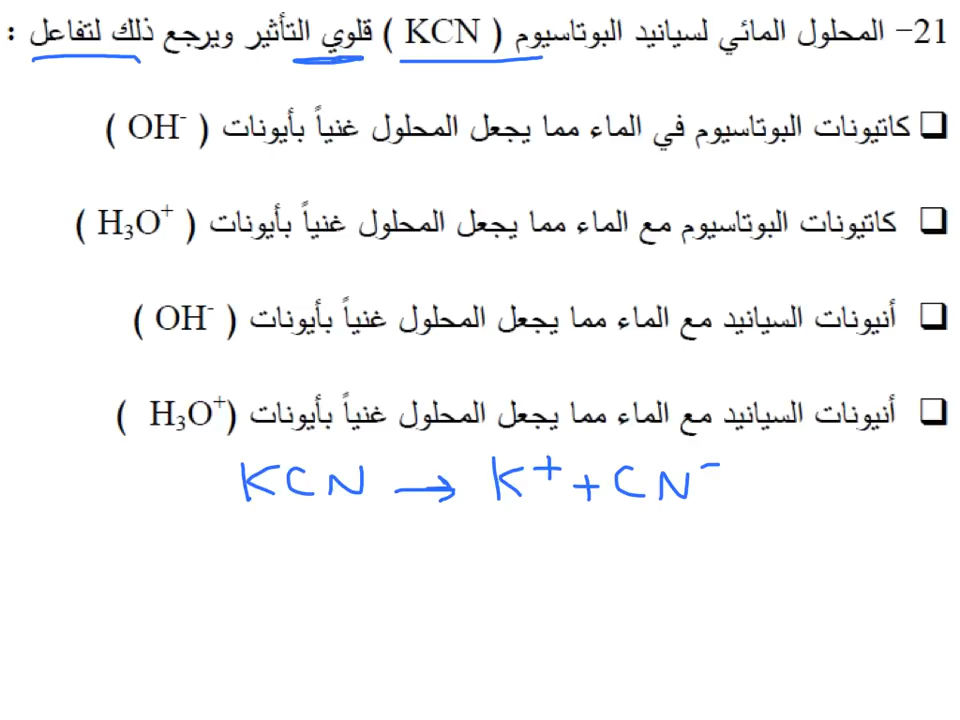 21- المحلول المائي لسيانيد البوتاسيوم ( KCN ) قلوي التأثير ويرجع ذلك لتفاعل :
❑ كاتيونات البوتاسيوم في الماء مما يجعل المحلول غنياً بأيونات ( OH⁻ )
❑ كاتيونات البوتاسيوم مع الماء مما يجعل المحلول غنياً بأيونات ( H₃O⁺ )
❑ أنيونات السيانيد مع الماء مما يجعل المحلول غنياً بأيونات ( OH⁻ )
❑ أنيونات السيانيد مع الماء مما يجعل المحلول غنياً بأيونات ( H₃O⁺ )
KCN → K⁺ + CN⁻